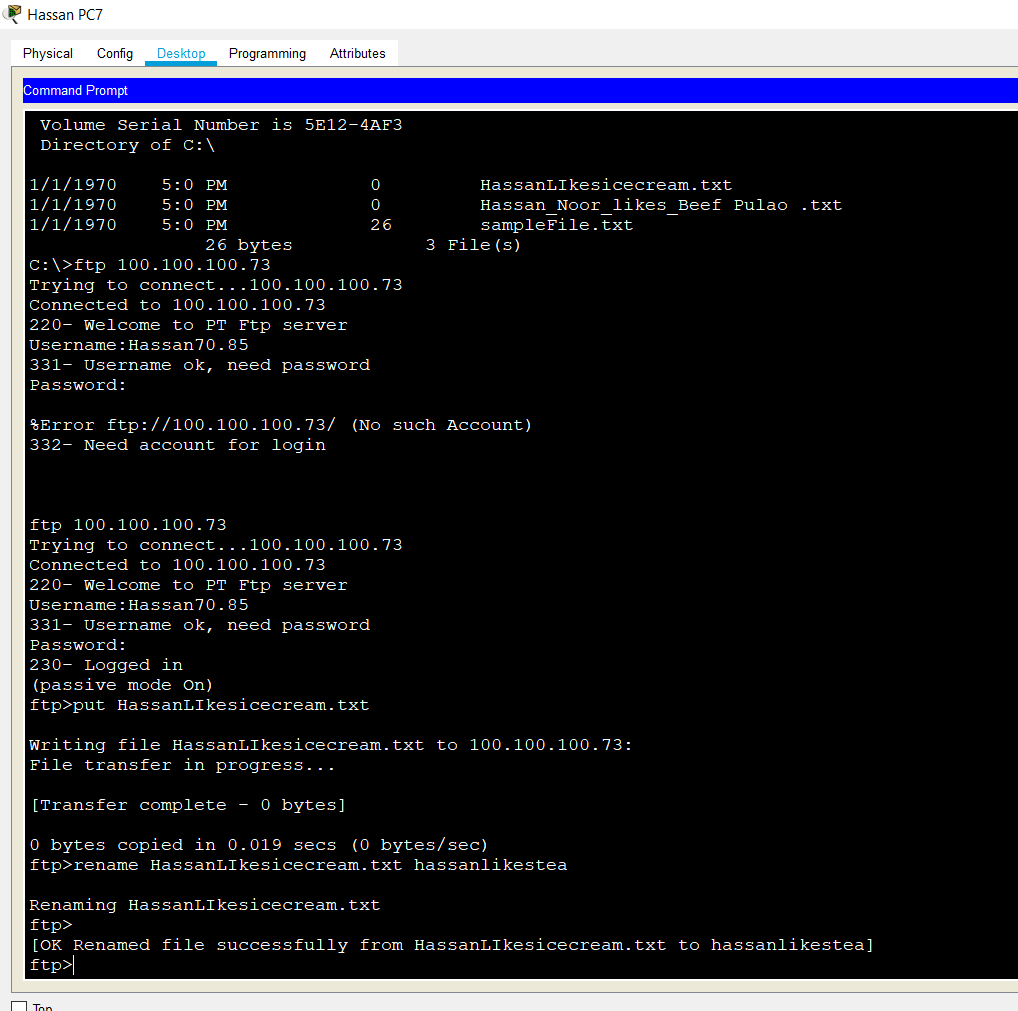 Hassan PC7
Physical Config Desktop Programming Attributes
Command Prompt
Volume Serial Number is 5E12-4AF3
Directory of C:\
1/1/1970 5:0 PM 0 HassanLIkesicecream.txt
1/1/1970 5:0 PM 0 Hassan_Noor_likes_Beef Pulao .txt
1/1/1970 5:0 PM 26 sampleFile.txt
26 bytes 3 File(s)
C:\>ftp 100.100.100.73
Trying to connect...100.100.100.73
Connected to 100.100.100.73
220- Welcome to PT Ftp server
Username:Hassan70.85
331- Username ok, need password
Password:
%Error ftp://100.100.100.73/ (No such Account)
332- Need account for login
ftp 100.100.100.73
Trying to connect...100.100.100.73
Connected to 100.100.100.73
220- Welcome to PT Ftp server
Username:Hassan70.85
331- Username ok, need password
Password:
230- Logged in
(passive mode On)
ftp>put HassanLIkesicecream.txt
Writing file HassanLIkesicecream.txt to 100.100.100.73:
File transfer in progress...
[Transfer complete - 0 bytes]
0 bytes copied in 0.019 secs (0 bytes/sec)
ftp>rename HassanLIkesicecream.txt hassanlikestea
Renaming HassanLIkesicecream.txt
ftp>
[OK Renamed file successfully from HassanLIkesicecream.txt to hassanlikestea]
ftp>
Top